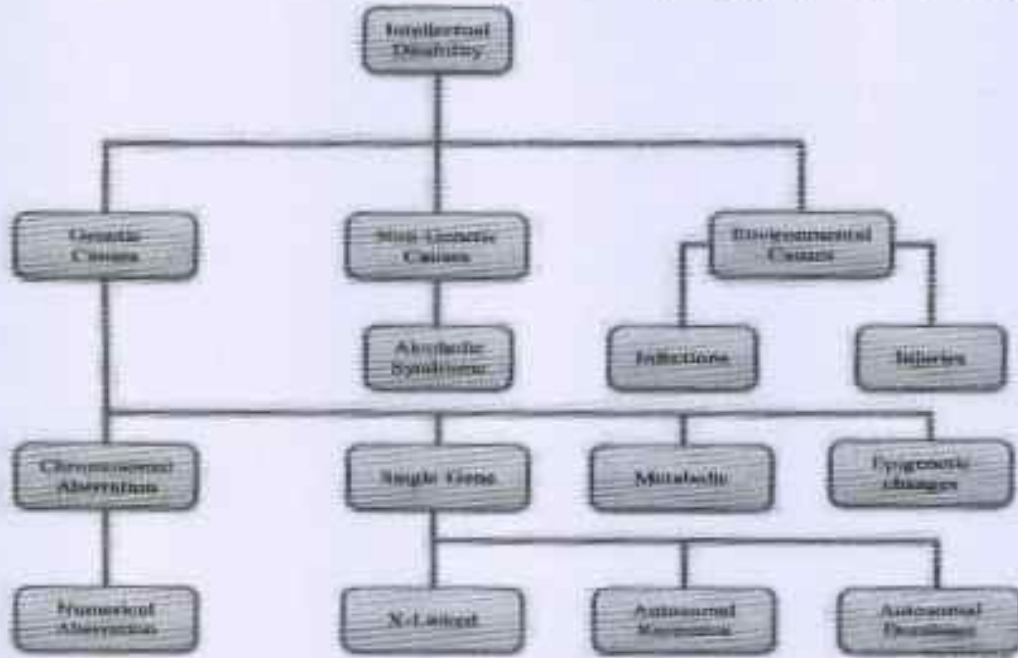 Intellectual
Disability
Genetic
Causes
Non Genetic
Causes
Environmental
Causes
Alcoholic
Syndrome
Infections
Injuries
Chromosomal
Aberration
Single Gene
Metabolic
Epigenetic
changes
Numerical
Aberration
X-Linked
Autosomal
Recessive
Autosomal
Dominant